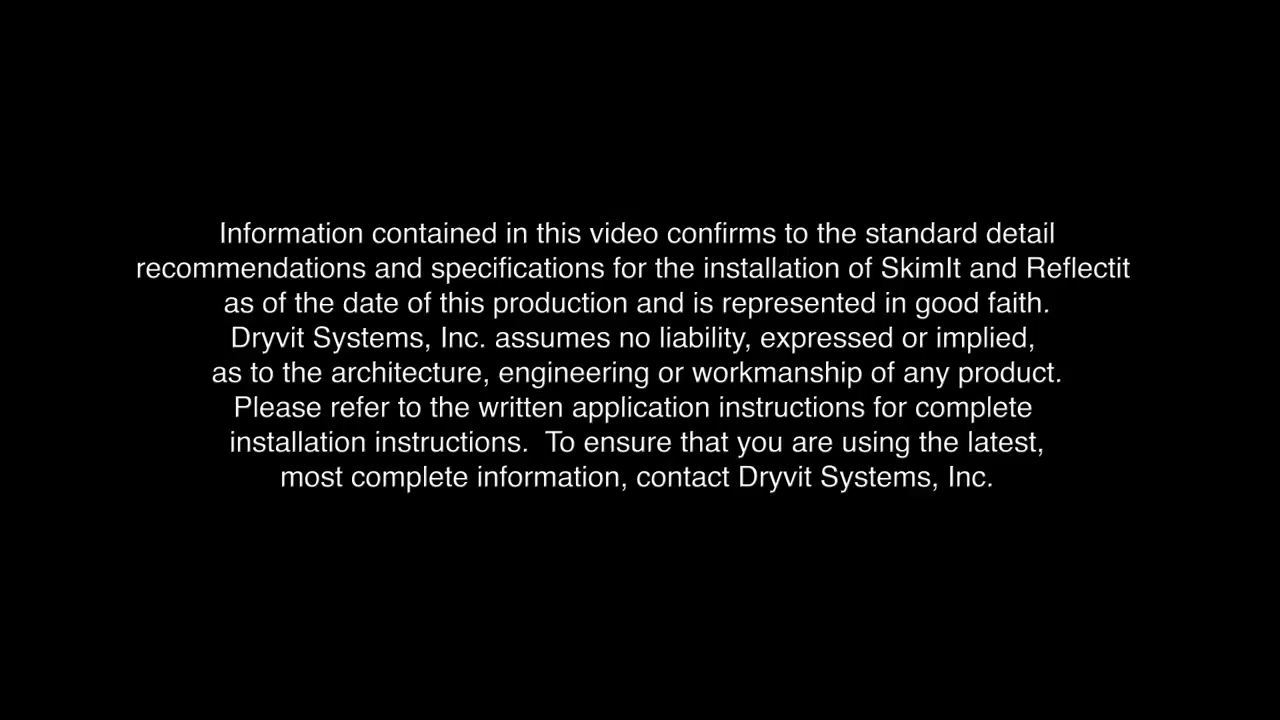 Information contained in this video confirms to the standard detail
recommendations and specifications for the installation of SkimIt and Reflectit
as of the date of this production and is represented in good faith.
Dryvit Systems, Inc. assumes no liability, expressed or implied,
as to the architecture, engineering or workmanship of any product.
Please refer to the written application instructions for complete
installation instructions.  To ensure that you are using the latest,
most complete information, contact Dryvit Systems, Inc.